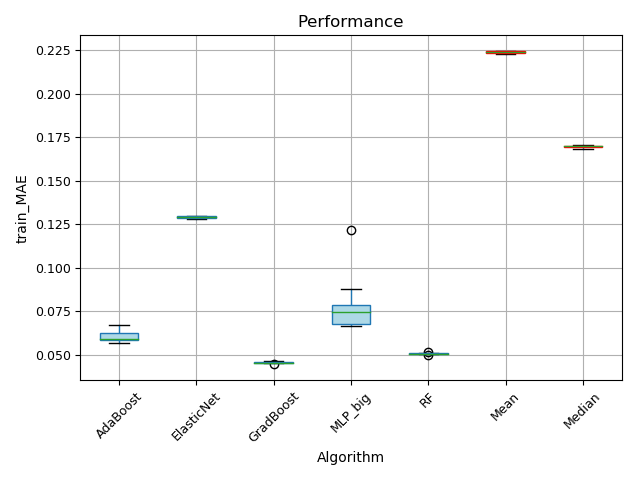 Performance
train_MAE
0.225
0.200
0.175
0.150
0.125
0.100
0.075
0.050
AdaBoost
ElasticNet
GradBoost
MLP_big
RF
Mean
Median
Algorithm